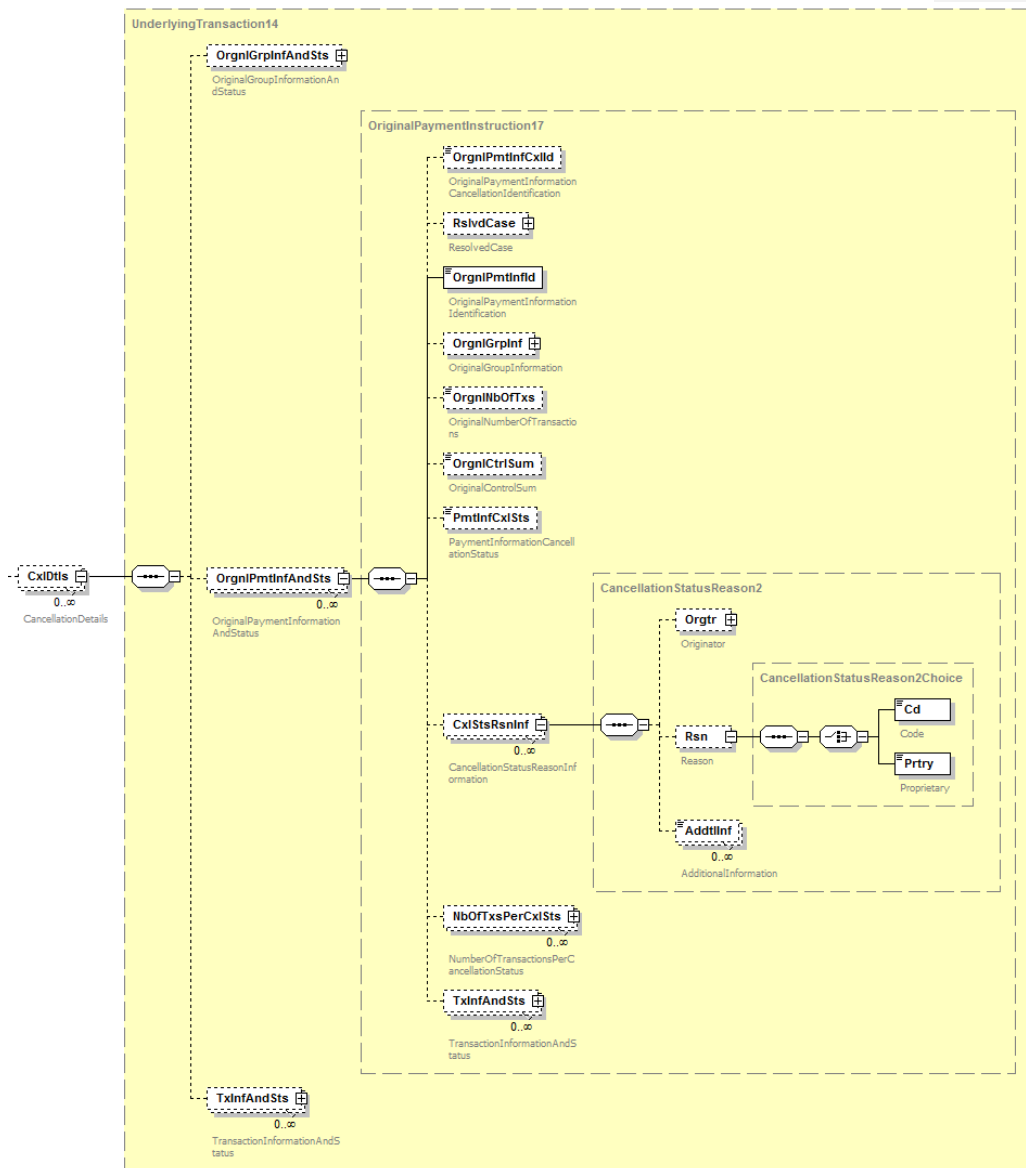 UnderlyingTransaction14
OrgnlGrpInfAndSts
OriginalGroupInformationAn
dStatus
OriginalPaymentInstruction17
OrgnlPmtInfCxlId
OriginalPaymentInformation
CancellationIdentification
RslvdCase
ResolvedCase
OrgnlPmtInfId
OriginalPaymentInformation
Identification
OrgnlGrpInf
OriginalGroupInformation
OrgnlNbOfTxs
OriginalNumberOfTransactio
ns
OrgnlCtrlSum
OriginalControlSum
PmtInfCxlSts
PaymentInformationCancell
ationStatus
CxlDtls
0..∞
CancellationDetails
OrgnlPmtInfAndSts
0..∞
OriginalPaymentInformation
AndStatus
CancellationStatusReason2
Orgtr
Originator
CancellationStatusReason2Choice
CxlStsRsnInf
0..∞
CancellationStatusReasonInf
ormation
Rsn
Reason
Cd
Code
Prtry
Proprietary
AddtlInf
0..∞
AdditionalInformation
NbOfTxsPerCxlSts
0..∞
NumberOfTransactionsPerC
ancellationStatus
TxInfAndSts
0..∞
TransactionInformationAndS
tatus
TxInfAndSts
0..∞
TransactionInformationAndS
tatus